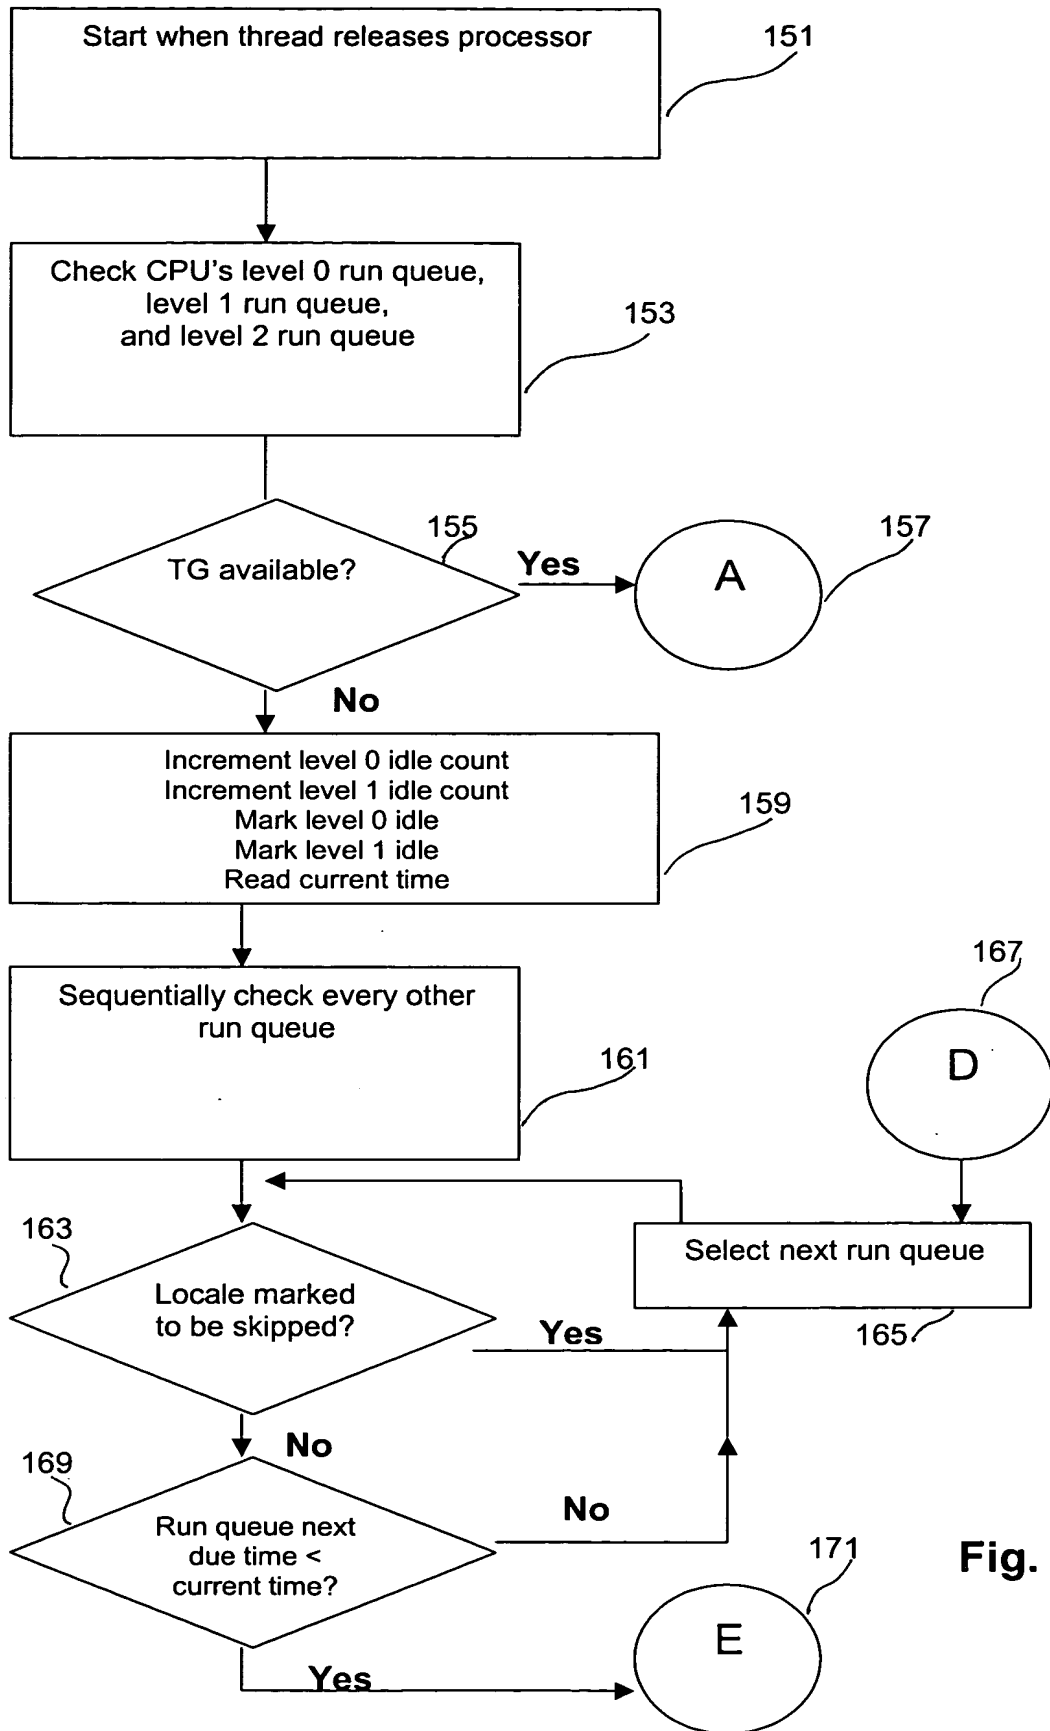 Start when thread releases processor
151
Check CPU's level 0 run queue,
level 1 run queue,
and level 2 run queue
153
155
TG available?
Yes
A
157
No
Increment level 0 idle count
Increment level 1 idle count
Mark level 0 idle
Mark level 1 idle
Read current time
159
Sequentially check every other
run queue
161
167
D
163
Locale marked
to be skipped?
Yes
Select next run queue
165
No
169
Run queue next
due time <
current time?
No
171
E
Yes
Fig.